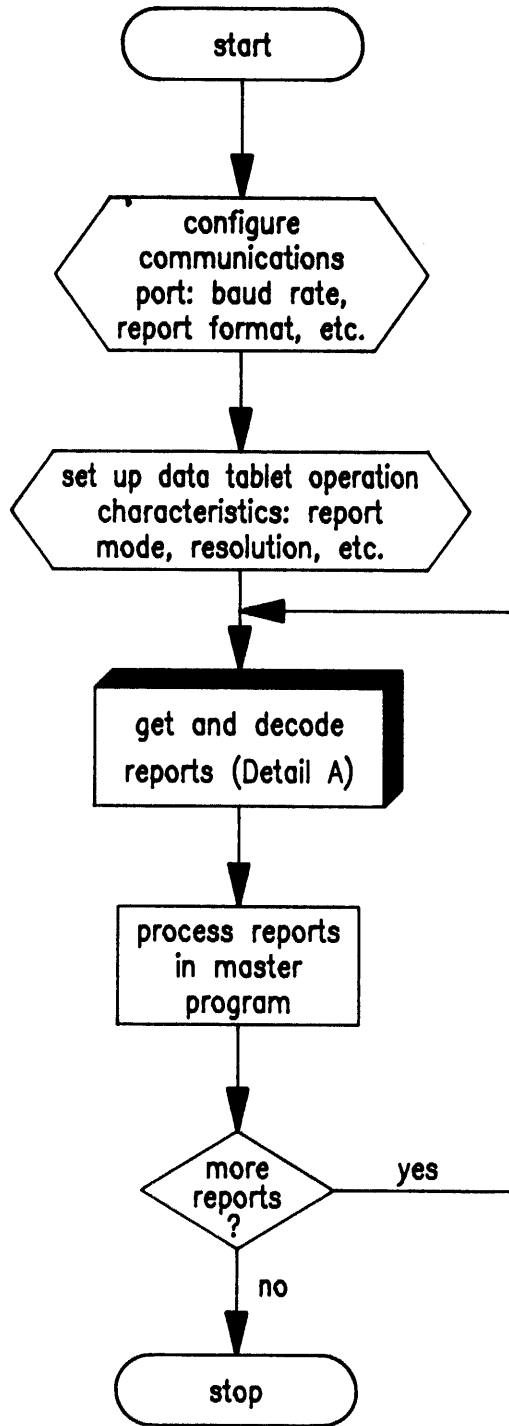 start
configure
communications
port: baud rate,
report format, etc.
set up data tablet operation
characteristics: report
mode, resolution, etc.
get and decode
reports (Detail A)
process reports
in master
program
more
reports
?
yes
no
stop